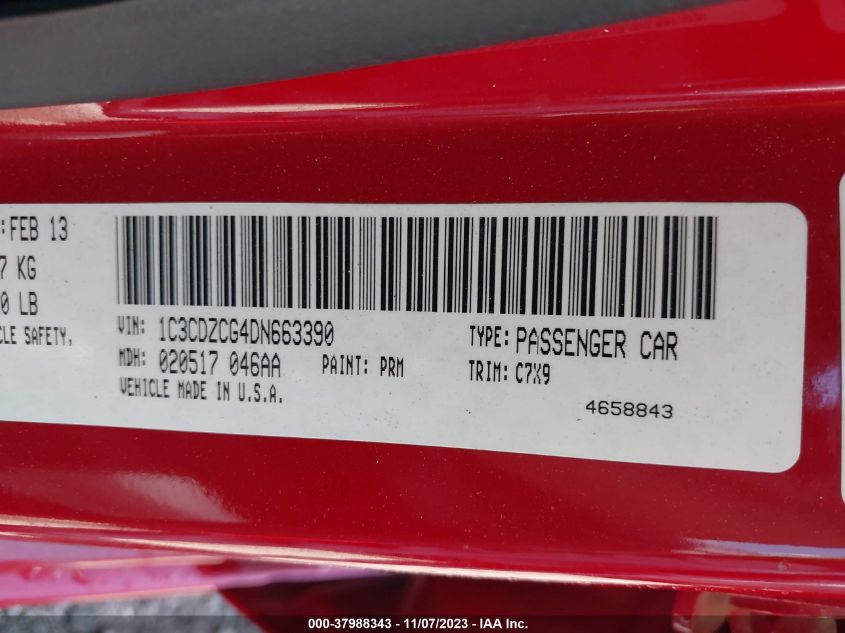 :FEB 13
7 KG
0 LB
CLE SAFETY,
VIN: 1C3CDZCG4DN663390 TYPE: PASSENGER CAR
MDH: 020517 046AA PAINT: PRM TRIM: C7X9
VEHICLE MADE IN U.S.A.
4658843
000-37988343 - 11/07/2023 - IAA Inc.